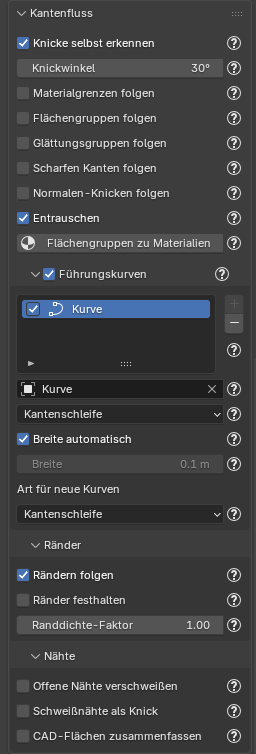 Kantenfluss
Knicke selbst erkennen
Knickwinkel 30°
Materialgrenzen folgen
Flächengruppen folgen
Glättungsgruppen folgen
Scharfen Kanten folgen
Normalen-Knicken folgen
Entrauschen
Flächengruppen zu Materialien
Führungskurven
Kurve
Kurve
Kantenschleife
Breite automatisch
Breite 0.1 m
Art für neue Kurven
Kantenschleife
Ränder
Rändern folgen
Ränder festhalten
Randdichte-Faktor 1.00
Nähte
Offene Nähte verschweißen
Schweißnähte als Knick
CAD-Flächen zusammenfassen